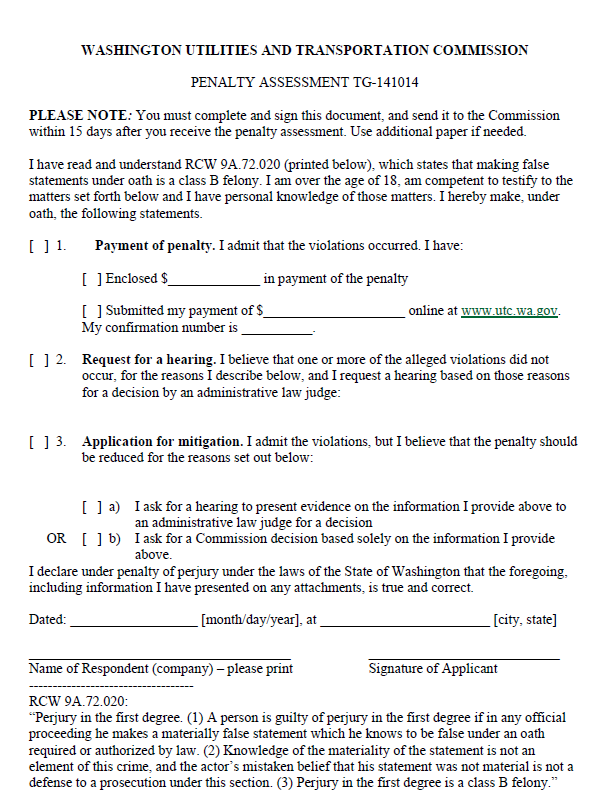 WASHINGTON UTILITIES AND TRANSPORTATION COMMISSION
PENALTY ASSESSMENT TG-141014
PLEASE NOTE: You must complete and sign this document, and send it to the Commission
within 15 days after you receive the penalty assessment. Use additional paper if needed.
I have read and understand RCW 9A.72.020 (printed below), which states that making false
statements under oath is a class B felony. I am over the age of 18, am competent to testify to the
matters set forth below and I have personal knowledge of those matters. I hereby make, under
oath, the following statements.
[ ] 1. Payment of penalty. I admit that the violations occurred. I have:
[ ] Enclosed $______________ in payment of the penalty
[ ] Submitted my payment of $______________________ online at www.utc.wa.gov.
My confirmation number is ___________.
[ ] 2. Request for a hearing. I believe that one or more of the alleged violations did not
occur, for the reasons I describe below, and I request a hearing based on those reasons
for a decision by an administrative law judge:
[ ] 3. Application for mitigation. I admit the violations, but I believe that the penalty should
be reduced for the reasons set out below:
[ ] a) I ask for a hearing to present evidence on the information I provide above to
an administrative law judge for a decision
OR [ ] b) I ask for a Commission decision based solely on the information I provide
above.
I declare under penalty of perjury under the laws of the State of Washington that the foregoing,
including information I have presented on any attachments, is true and correct.
Dated: ____________________ [month/day/year], at __________________________ [city, state]
_________________________________________ ______________________________
Name of Respondent (company) – please print Signature of Applicant
-----------------------------------
RCW 9A.72.020:
“Perjury in the first degree. (1) A person is guilty of perjury in the first degree if in any official
proceeding he makes a materially false statement which he knows to be false under an oath
required or authorized by law. (2) Knowledge of the materiality of the statement is not an
element of this crime, and the actor’s mistaken belief that his statement was not material is not a
defense to a prosecution under this section. (3) Perjury in the first degree is a class B felony.”